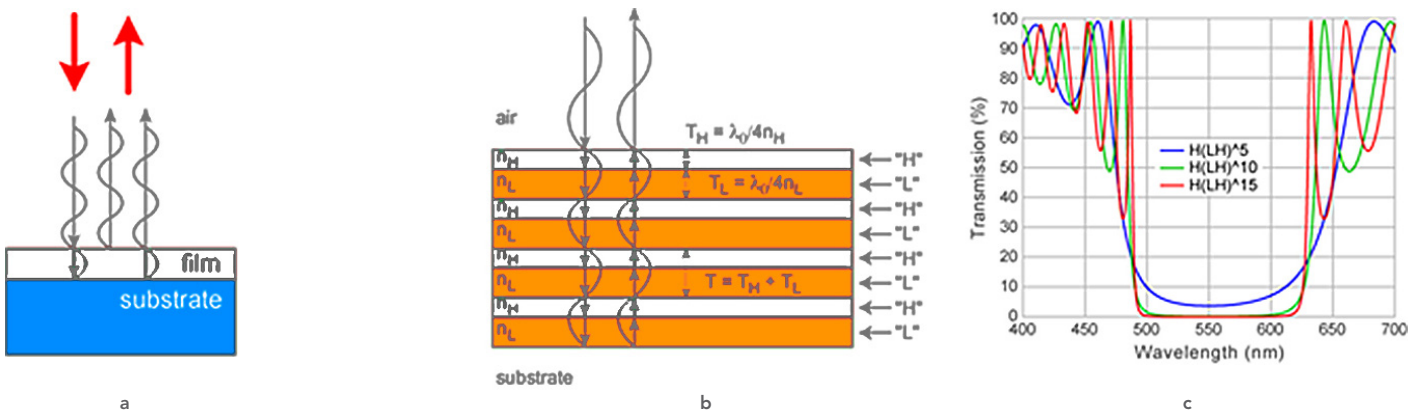 film
substrate
a
air
T_H = λ₀/4n_H
n_H
n_L
T_L = λ₀/4n_L
n_H
n_L
n_H
n_L
T = T_H + T_L
n_H
n_L
"H"
"L"
"H"
"L"
"H"
"L"
"H"
"L"
substrate
b
Transmission (%)
100
90
80
70
60
50
40
30
20
10
0
H(LH)^5
H(LH)^10
H(LH)^15
400
450
500
550
600
650
700
Wavelength (nm)
c